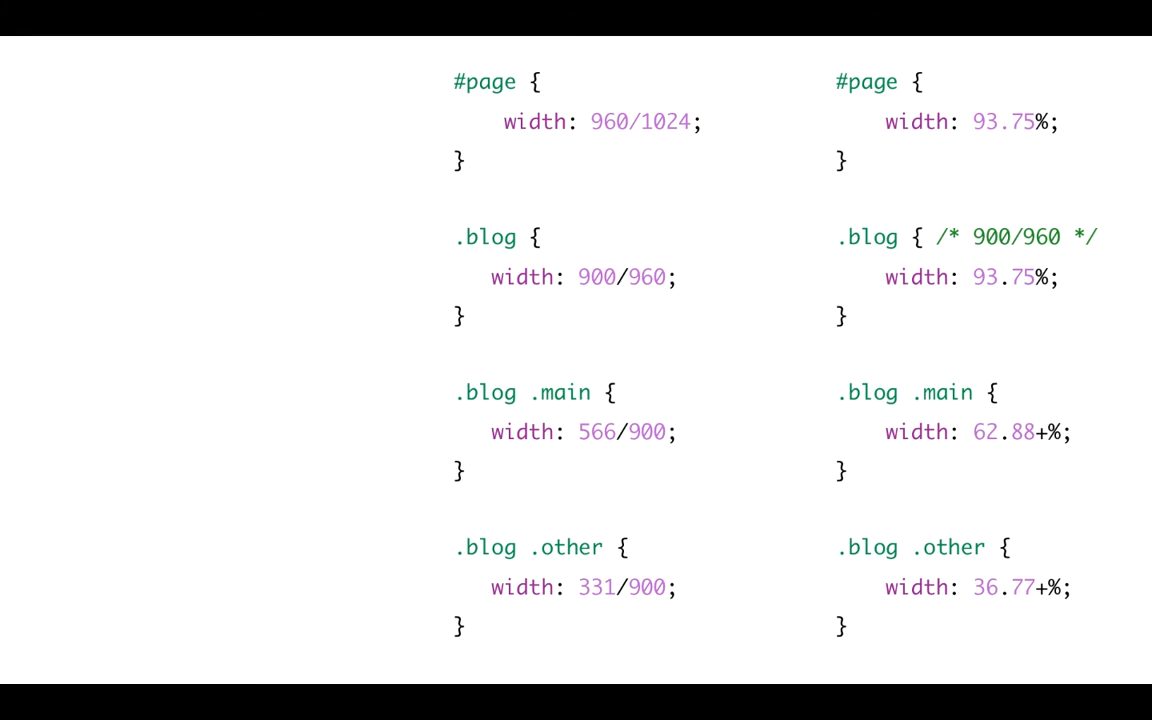 #page {
    width: 960/1024;
}
.blog {
   width: 900/960;
}
.blog .main {
   width: 566/900;
}
.blog .other {
   width: 331/900;
}
#page {
    width: 93.75%;
}
.blog { /* 900/960 */
    width: 93.75%;
}
.blog .main {
    width: 62.88+%;
}
.blog .other {
    width: 36.77+%;
}